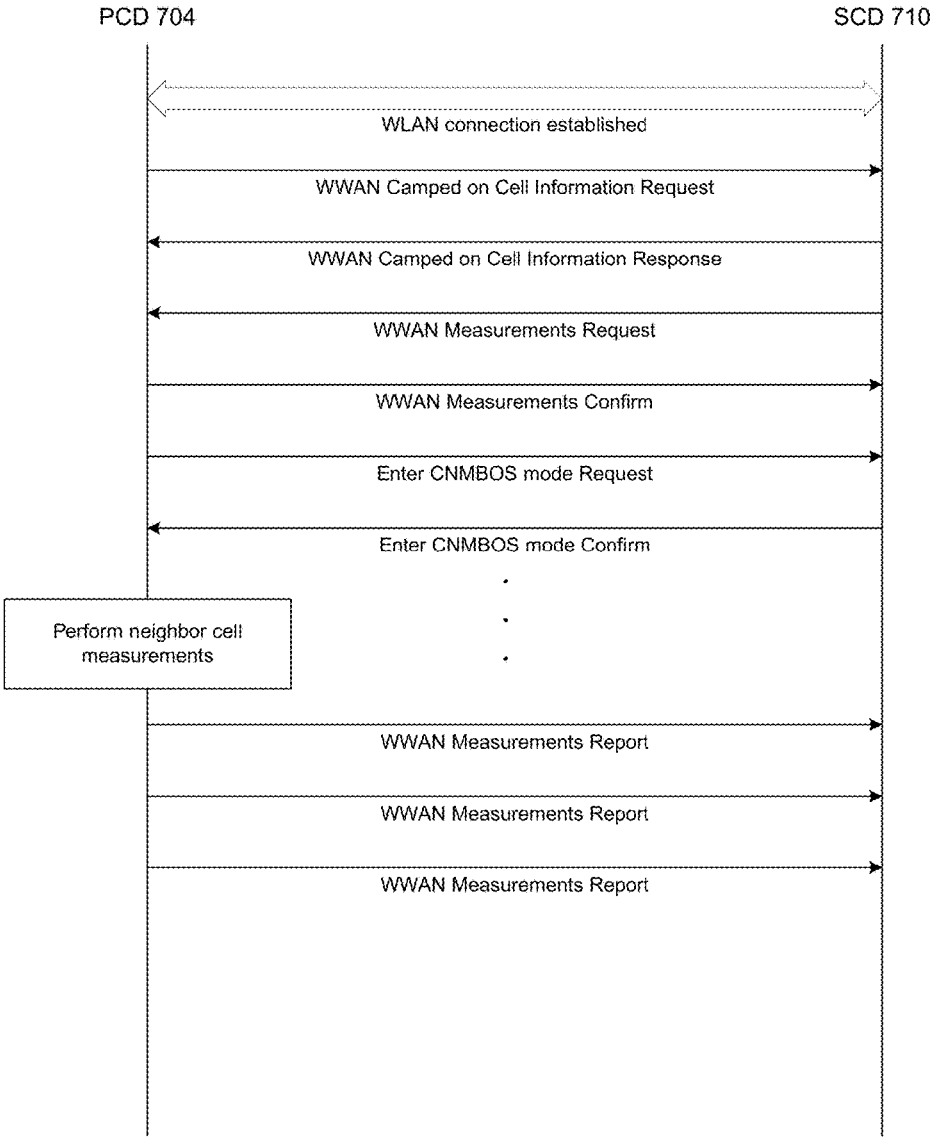 PCD 704
SCD 710
WLAN connection established
WWAN Camped on Cell Information Request
WWAN Camped on Cell Information Response
WWAN Measurements Request
WWAN Measurements Confirm
Enter CNMBOS mode Request
Enter CNMBOS mode Confirm
Perform neighbor cell
measurements
WWAN Measurements Report
WWAN Measurements Report
WWAN Measurements Report